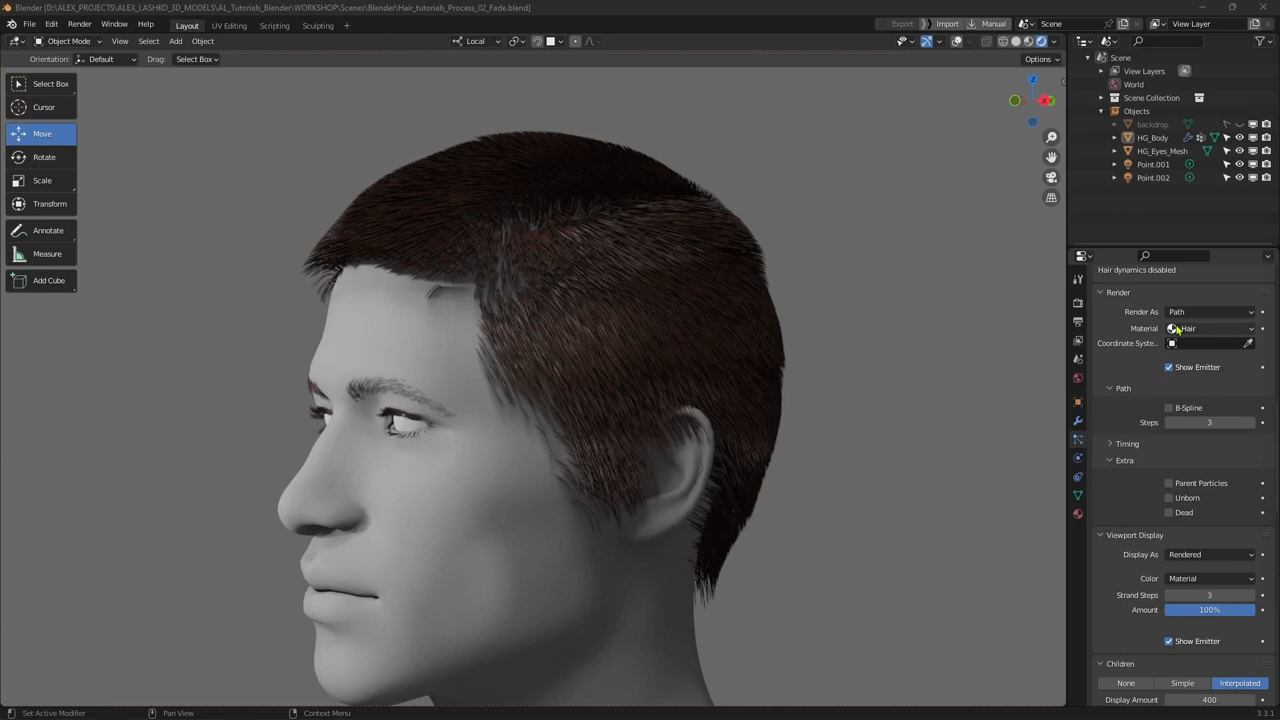 Blender [D:\ALEX_PROJECTS\ALEX_LASHKO_3D_MODELS\AL_Tutorials_Blender\WORKSHOP\Scenes\Blender\Hair_tutorials_Process_02_Fade.blend]
File Edit Render Window Help Layout UV Editing Scripting Sculpting Export Import Manual Scene View Layer
Object Mode View Select Add Object Local
Orientation: Default Drag: Select Box Options
Select Box
Cursor
Move
Rotate
Scale
Transform
Annotate
Measure
Add Cube
Z
X
Y
Scene
View Layers
World
Scene Collection
Objects
backdrop
HG_Body
HG_Eyes_Mesh
Point.001
Point.002
Hair dynamics disabled
Render
Render As Path
Material Hair
Coordinate Syste...
Show Emitter
Path
B-Spline
Steps 3
Timing
Extra
Parent Particles
Unborn
Dead
Viewport Display
Display As Rendered
Color Material
Strand Steps 3
Amount 100%
Show Emitter
Children
None Simple Interpolated
Display Amount 400
Set Active Modifier Pan View Context Menu 3.3.1